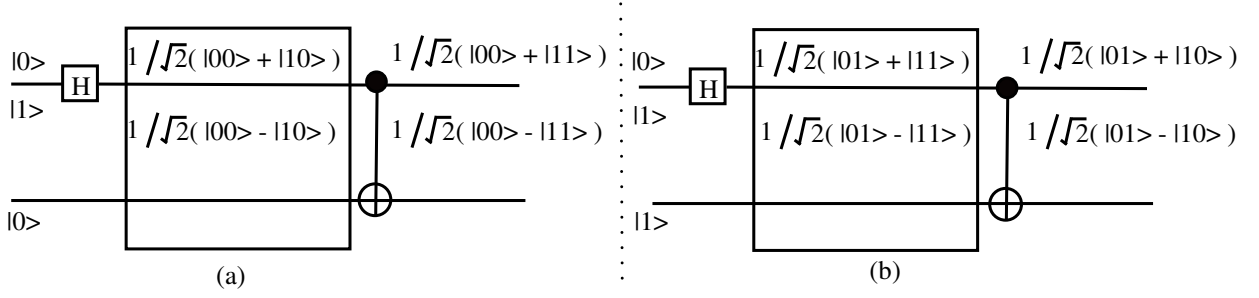 |0> 1/√2( |00> + |10> ) 1/√2( |00> + |11> )
H
|1> 1/√2( |00> - |10> ) 1/√2( |00> - |11> )
|0>
(a)
|0> 1/√2( |01> + |11> ) 1/√2( |01> + |10> )
H
|1> 1/√2( |01> - |11> ) 1/√2( |01> - |10> )
|1>
(b)